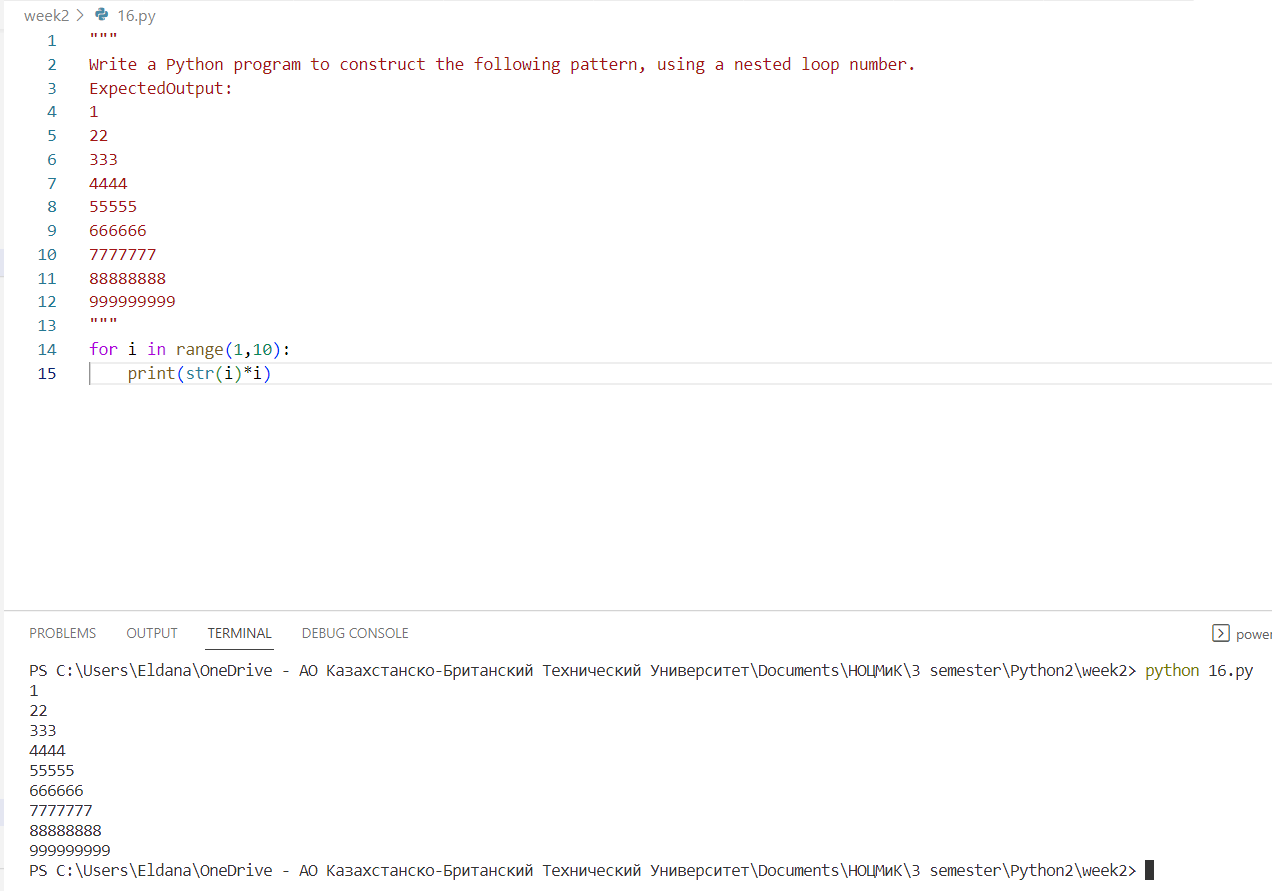 week2 > 16.py
1 """
2 Write a Python program to construct the following pattern, using a nested loop number.
3 ExpectedOutput:
4 1
5 22
6 333
7 4444
8 55555
9 666666
10 7777777
11 88888888
12 999999999
13 """
14 for i in range(1,10):
15     print(str(i)*i)
PROBLEMS OUTPUT TERMINAL DEBUG CONSOLE power
PS C:\Users\Eldana\OneDrive - АО Казахстанско-Британский Технический Университет\Documents\НОЦМиК\3 semester\Python2\week2> python 16.py
1
22
333
4444
55555
666666
7777777
88888888
999999999
PS C:\Users\Eldana\OneDrive - АО Казахстанско-Британский Технический Университет\Documents\НОЦМиК\3 semester\Python2\week2>